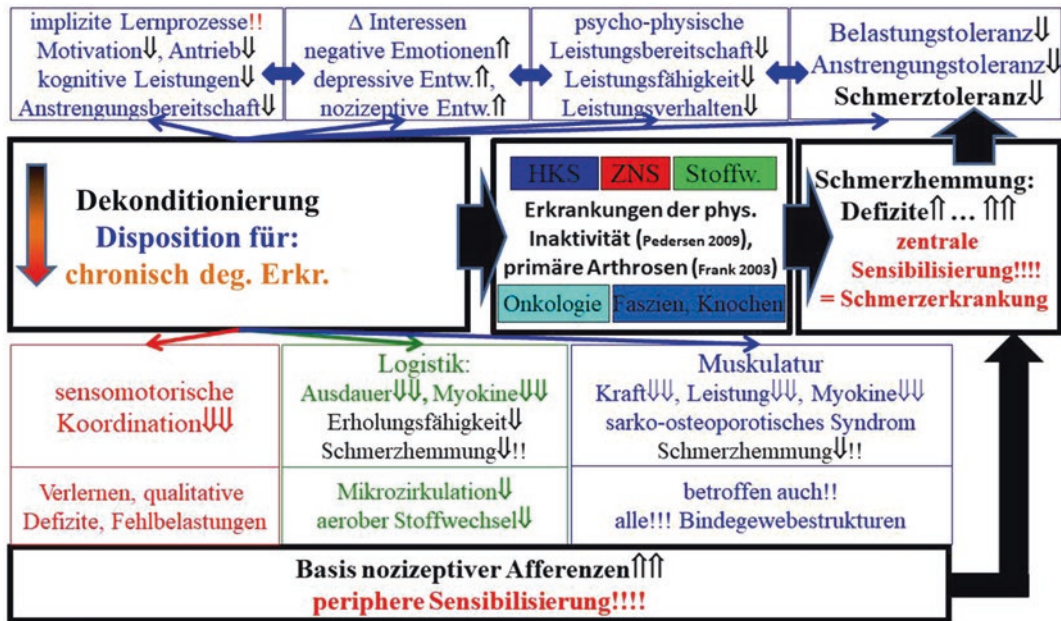 implizite Lernprozesse!!
Motivation⇓, Antrieb⇓
kognitive Leistungen⇓
Anstrengungsbereitschaft⇓
Δ Interessen
negative Emotionen⇑
depressive Entw.⇑,
nozizeptive Entw.⇑
psycho-physische
Leistungsbereitschaft⇓
Leistungsfähigkeit⇓
Leistungsverhalten⇓
Belastungstoleranz⇓
Anstrengungstoleranz⇓
Schmerztoleranz⇓
Dekonditionierung
Disposition für:
chronisch deg. Erkr.
HKS ZNS Stoffw.
Erkrankungen der phys.
Inaktivität (Pedersen 2009),
primäre Arthrosen (Frank 2003)
Onkologie Faszien, Knochen
Schmerzhemmung:
Defizite⇑ … ⇑⇑
zentrale
Sensibilisierung!!!!
= Schmerzerkrankung
sensomotorische
Koordination⇓⇓
Verlernen, qualitative
Defizite, Fehlbelastungen
Logistik:
Ausdauer⇓⇓, Myokine⇓⇓
Erholungsfähigkeit⇓
Schmerzhemmung⇓!!
Mikrozirkulation⇓
aerober Stoffwechsel⇓
Muskulatur
Kraft⇓⇓, Leistung⇓⇓, Myokine⇓⇓
sarko-osteoporotisches Syndrom
Schmerzhemmung⇓!!
betroffen auch!!
alle!!! Bindegewebestrukturen
Basis nozizeptiver Afferenzen⇑⇑
periphere Sensibilisierung!!!!